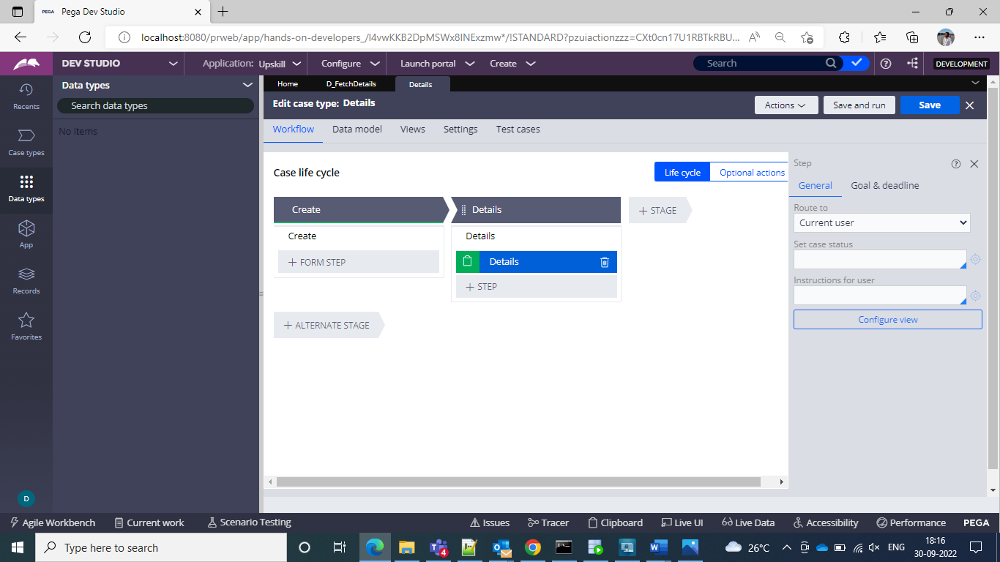 PEGA Pega Dev Studio
localhost:8080/prweb/app/hands-on-developers_/I4vwKKB2DpMSWx8lNExzmw*/!STANDARD?pzuiactionzzz=CXt0cn17U1RBTkRBU...
DEV STUDIO Application: Upskill Configure Launch portal Create Search DEVELOPMENT
Recents
Case types
Data types
App
Records
Favorites
D
Data types
Search data types
No items
Home D_FetchDetails Details
Edit case type: Details Actions Save and run Save
Workflow Data model Views Settings Test cases
Case life cycle Life cycle Optional actions
Create Details + STAGE
Create Details
+ FORM STEP Details
+ STEP
+ ALTERNATE STAGE
Step
General Goal & deadline
Route to
Current user
Set case status
Instructions for user
Configure view
Agile Workbench Current work Scenario Testing Issues Tracer Clipboard Live UI Live Data Accessibility Performance PEGA
Type here to search 4 26°C ENG 18:16
30-09-2022